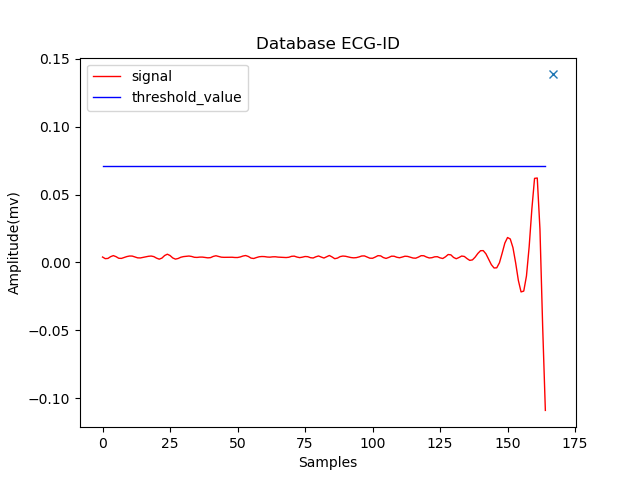 Database ECG-ID
signal
threshold_value
Amplitude(mv)
0.15
0.10
0.05
0.00
−0.05
−0.10
0
25
50
75
100
125
150
175
Samples